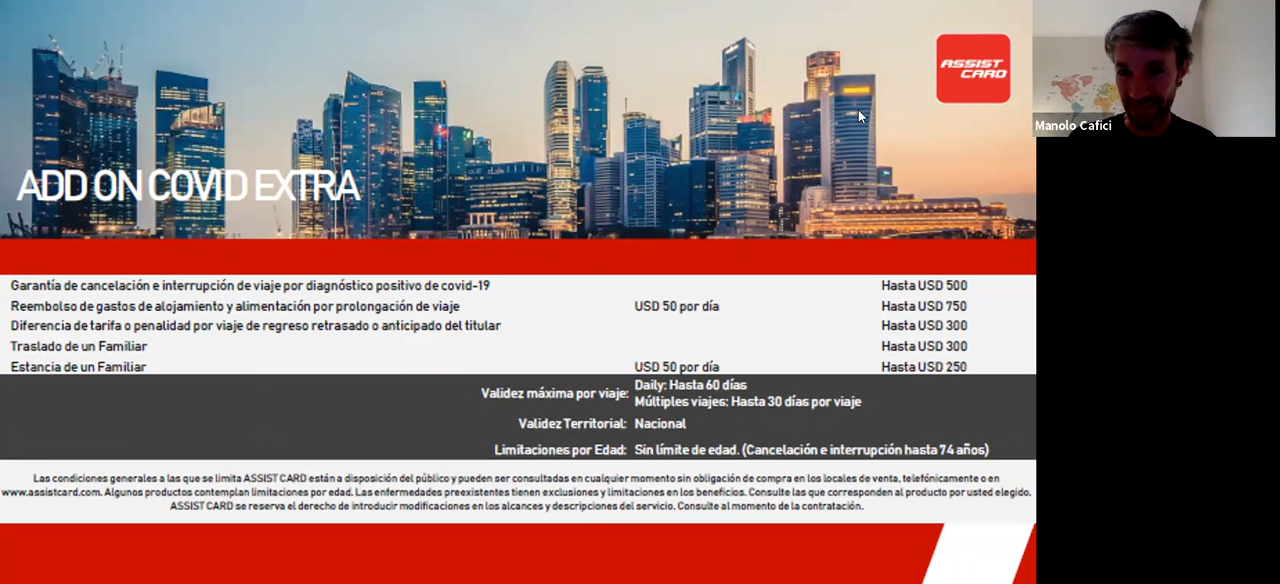 ASSIST
CARD
Manolo Cafici
ADD ON COVID EXTRA
Garantía de cancelación e interrupción de viaje por diagnóstico positivo de covid-19 Hasta USD 500
Reembolso de gastos de alojamiento y alimentación por prolongación de viaje USD 50 por día Hasta USD 750
Diferencia de tarifa o penalidad por viaje de regreso retrasado o anticipado del titular Hasta USD 300
Traslado de un Familiar Hasta USD 300
Estancia de un Familiar USD 50 por día Hasta USD 250
Validez máxima por viaje: Daily: Hasta 60 días
Múltiples viajes: Hasta 30 días por viaje
Validez Territorial: Nacional
Limitaciones por Edad: Sin límite de edad. (Cancelación e interrupción hasta 74 años)
Las condiciones generales a las que se limita ASSIST CARD están a disposición del público y pueden ser consultadas en cualquier momento sin obligación de compra en los locales de venta, telefónicamente o en
www.assistcard.com. Algunos productos contemplan limitaciones por edad. Las enfermedades preexistentes tienen exclusiones y limitaciones en los beneficios. Consulte las que corresponden al producto por usted elegido.
ASSIST CARD se reserva el derecho de introducir modificaciones en los alcances y descripciones del servicio. Consulte al momento de la contratación.